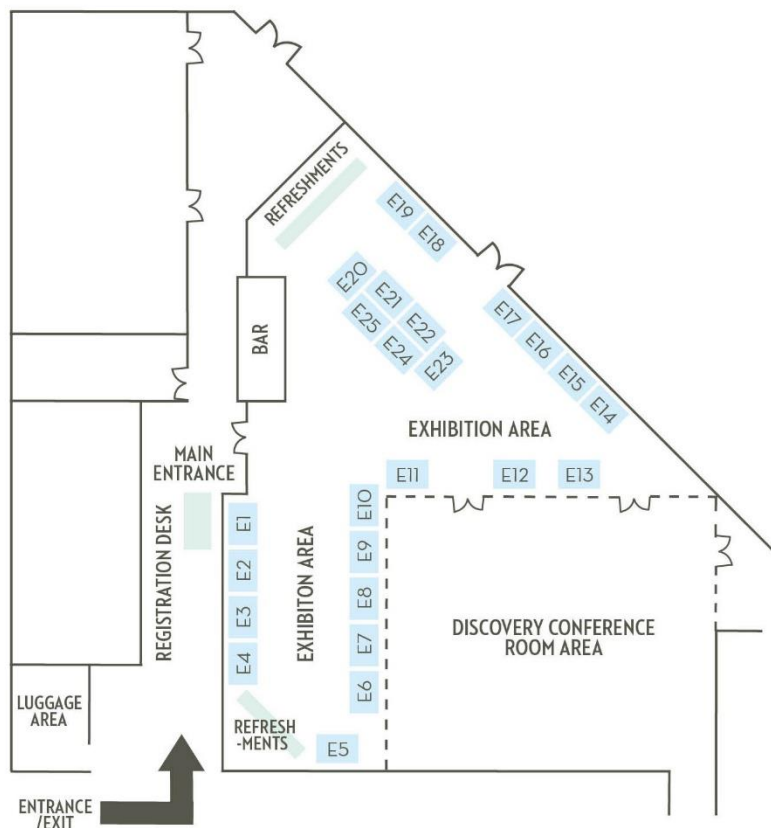 REFRESHMENTS
E19
E18
E20
E21
E22
E25
E24
E23
E17
E16
E15
E14
BAR
EXHIBITION AREA
MAIN
ENTRANCE
E11
E12
E13
REGISTRATION DESK
E1
E2
E3
E4
EXHIBITON AREA
E10
E9
E8
E7
E6
DISCOVERY CONFERENCE
ROOM AREA
LUGGAGE
AREA
REFRESH
-MENTS
E5
ENTRANCE
/EXIT